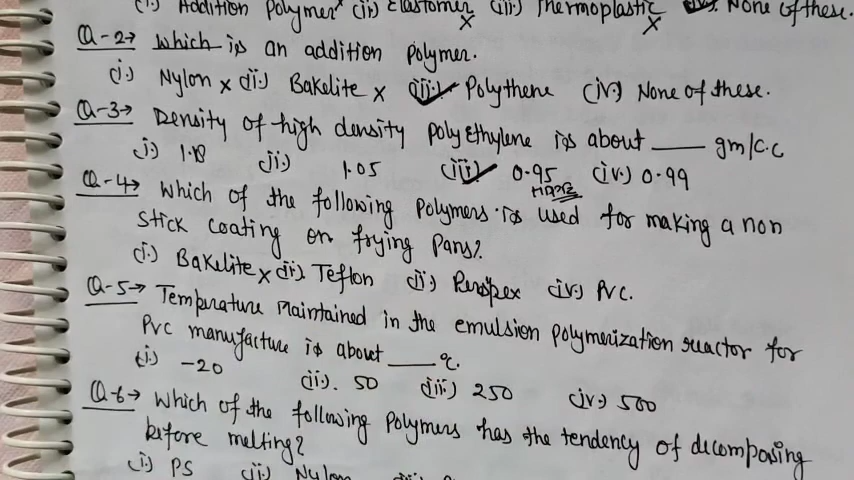 (i) Addition Polymer x (ii) Elastomer x (iii) Thermoplastic x (iv) None of these.
Q-2→ Which is an addition polymer.
(i) Nylon x (ii) Bakelite x (iii) ✓ Polythene (iv) None of these.
Q-3→ Density of high density polyEthylene is about ____ gm/c.c
(i) 1.18 (ii) 1.05 (iii) ✓ 0.95 (iv) 0.99
HDPE
Q-4→ Which of the following Polymers is used for making a non
stick coating on frying Pans?
(i) Bakelite x (ii) Teflon (ii) Perspex (iv) PVC.
Q-5→ Temperature Maintained in the emulsion polymerization reactor for
PVC manufacture is about ____ °C.
(i) -20 (ii). 50 (iii) 250 (iv) 500
Q-6→ Which of the following Polymers has the tendency of decomposing
before melting?
(i) PS (ii) Nylon